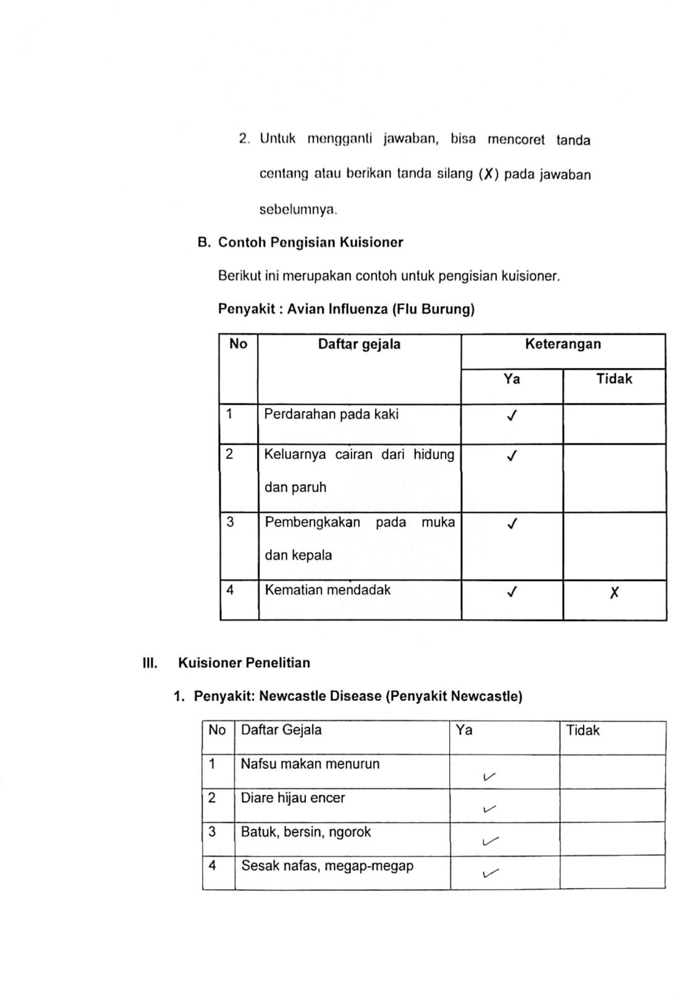 2. Untuk mengganti jawaban, bisa mencoret tanda
centang atau berikan tanda silang (X) pada jawaban
sebelumnya.
B. Contoh Pengisian Kuisioner
Berikut ini merupakan contoh untuk pengisian kuisioner.
Penyakit : Avian Influenza (Flu Burung)
No Daftar gejala Keterangan
Ya Tidak
1 Perdarahan pada kaki ✓
2 Keluarnya cairan dari hidung ✓
dan paruh
3 Pembengkakan pada muka ✓
dan kepala
4 Kematian mendadak ✓ X
III. Kuisioner Penelitian
1. Penyakit: Newcastle Disease (Penyakit Newcastle)
No Daftar Gejala Ya Tidak
1 Nafsu makan menurun ✓
2 Diare hijau encer ✓
3 Batuk, bersin, ngorok ✓
4 Sesak nafas, megap-megap ✓